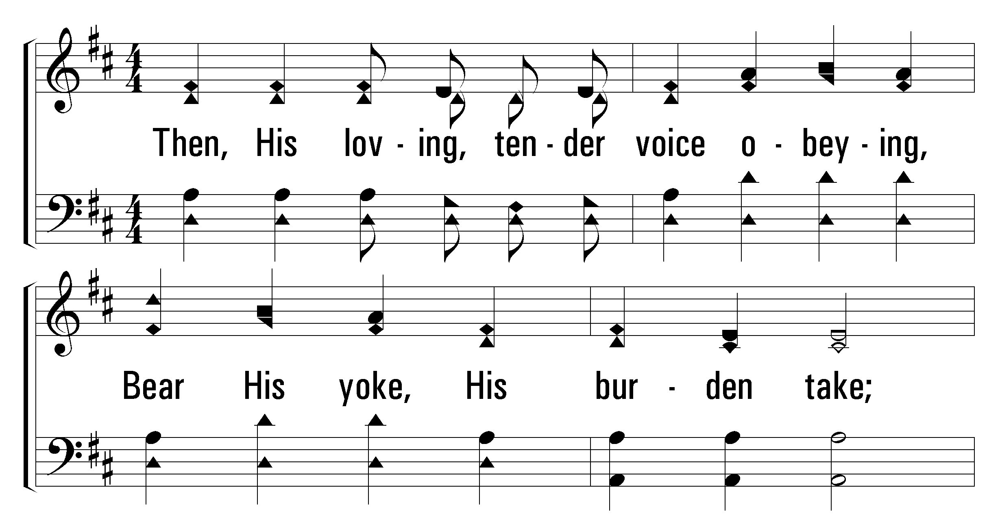 Then, His lov - ing, ten - der voice o - bey - ing,
Bear His yoke, His bur - den take;